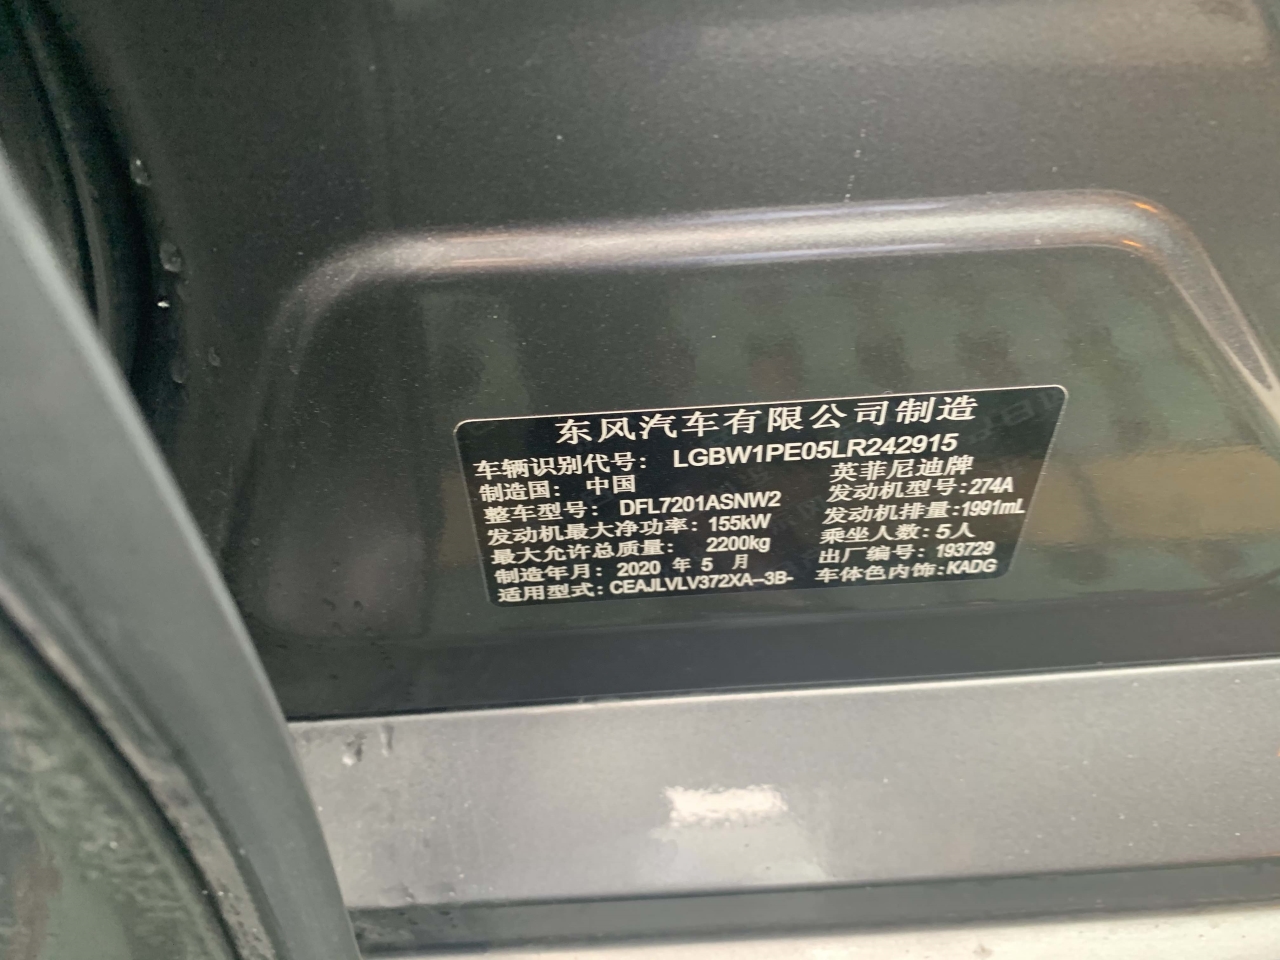 东风汽车有限公司制造
车辆识别代号: LGBW1PE05LR242915
制造国: 中国 英菲尼迪牌
整车型号: DFL7201ASNW2 发动机型号:274A
发动机最大净功率: 155kW 发动机排量:1991mL
最大允许总质量: 2200kg 乘坐人数:5人
制造年月: 2020 年 5 月 出厂编号: 193729
适用型式: CEAJLVLV372XA--3B- 车体色内饰:KADG